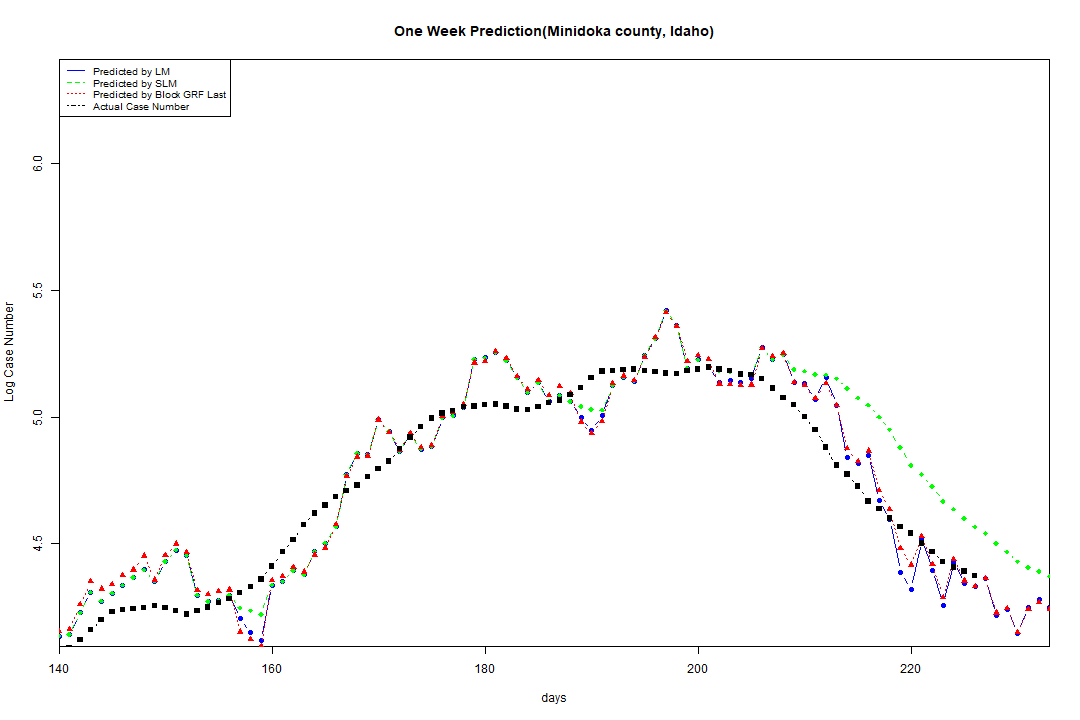 One Week Prediction(Minidoka county, Idaho)
Predicted by LM
Predicted by SLM
Predicted by Block GRF Last
Actual Case Number
6.0
5.5
5.0
4.5
Log Case Number
140 160 180 200 220
days